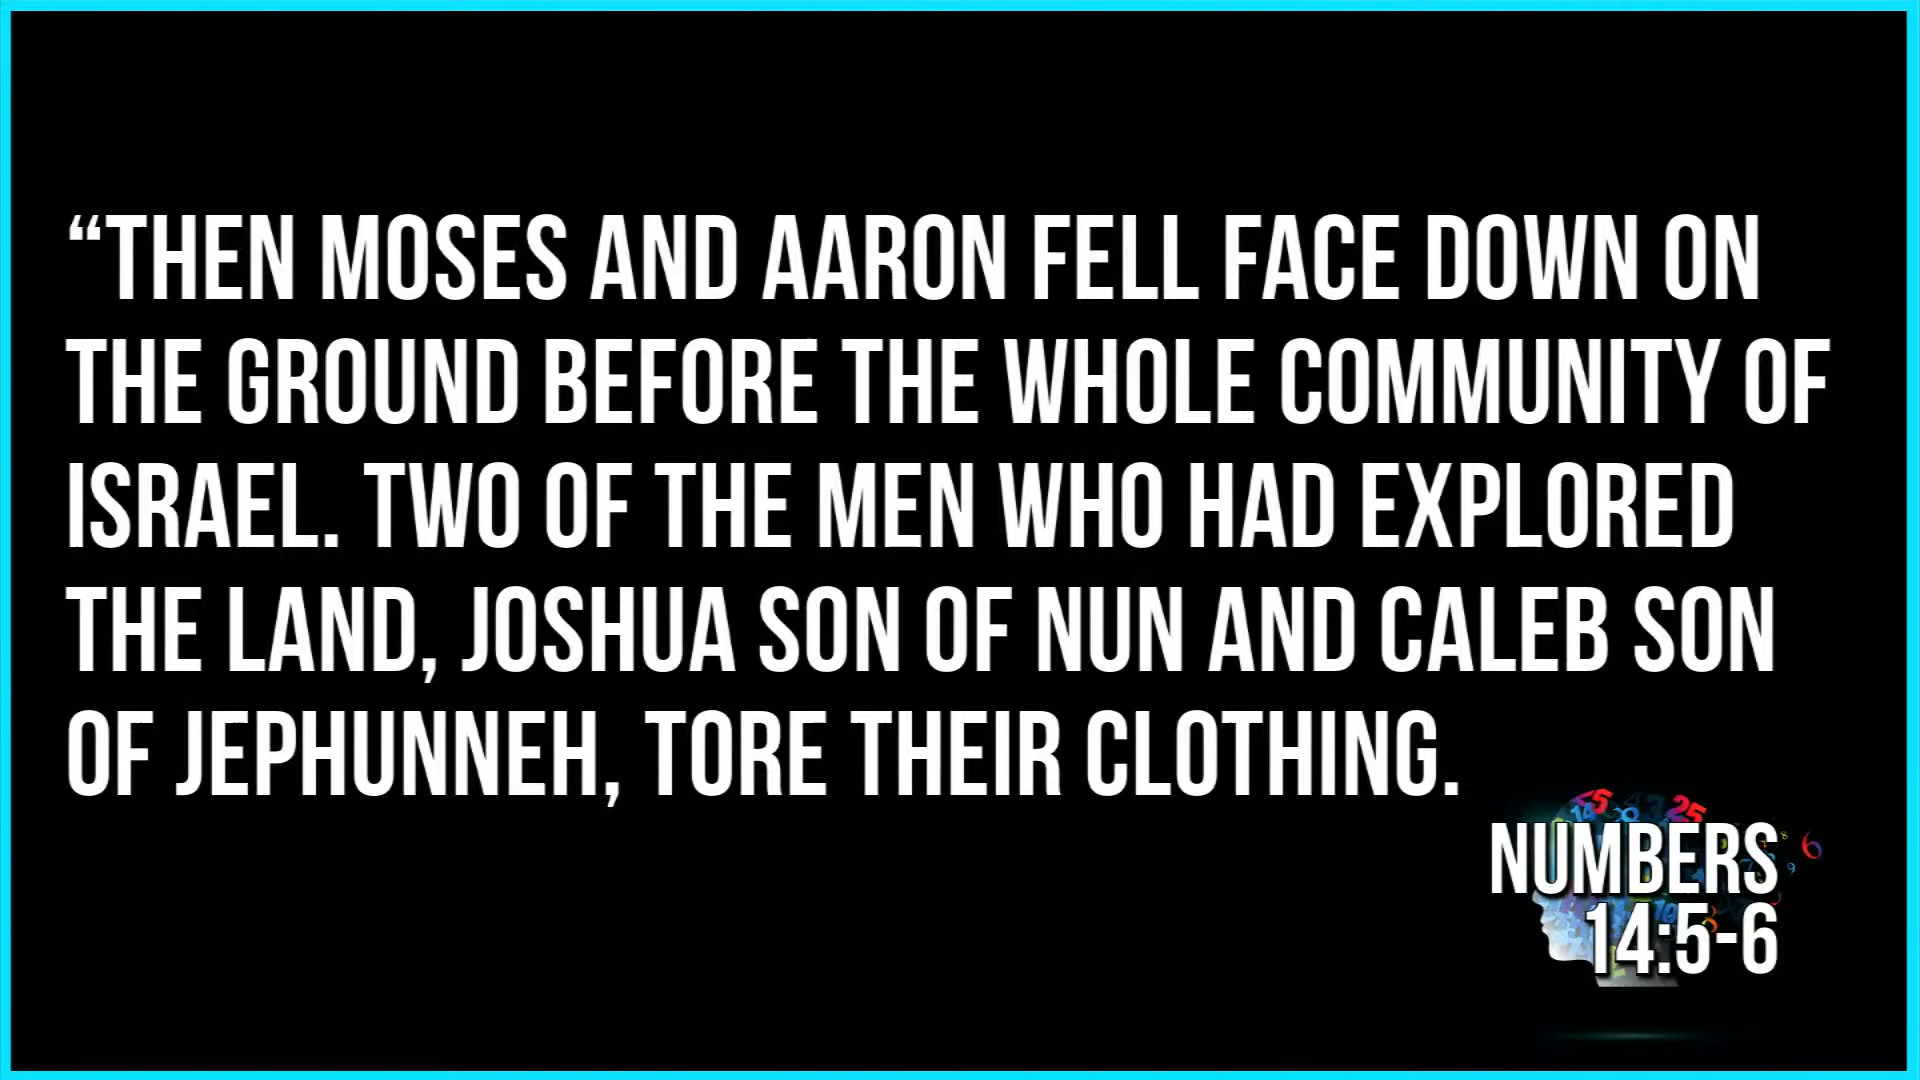 “THEN MOSES AND AARON FELL FACE DOWN ON
THE GROUND BEFORE THE WHOLE COMMUNITY OF
ISRAEL. TWO OF THE MEN WHO HAD EXPLORED
THE LAND, JOSHUA SON OF NUN AND CALEB SON
OF JEPHUNNEH, TORE THEIR CLOTHING.
NUMBERS
14:5-6